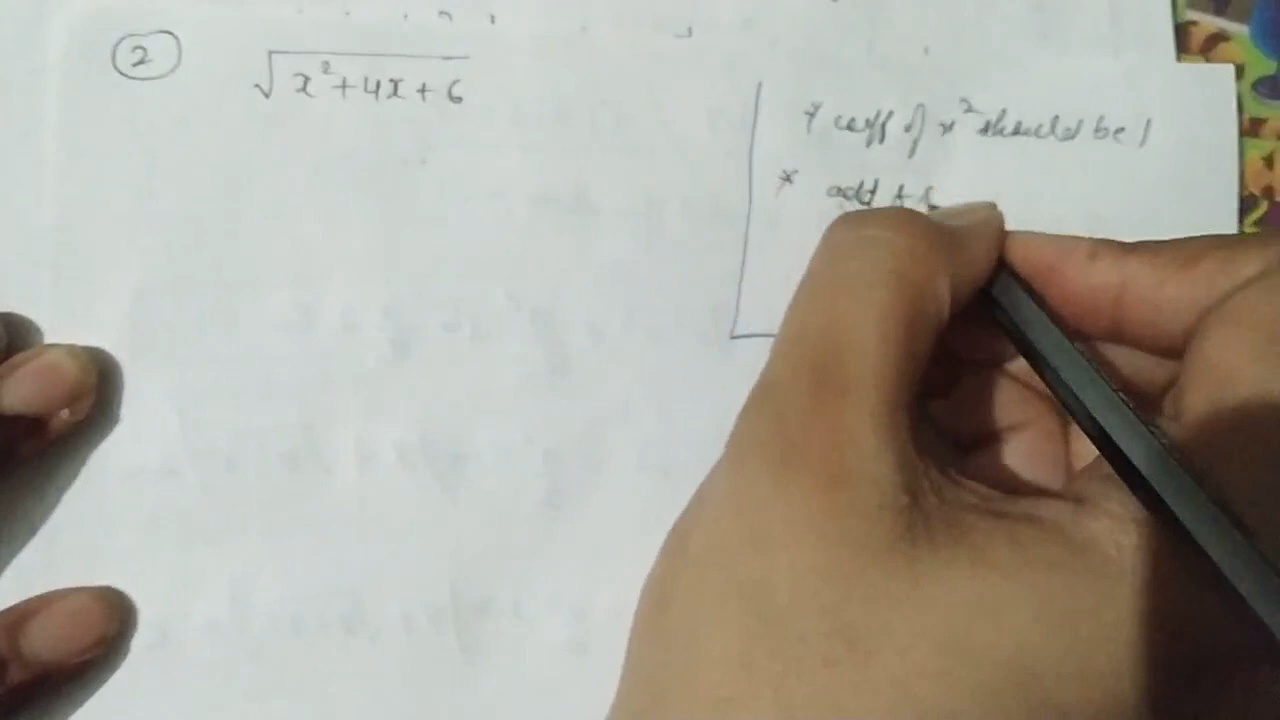 ② √x²+4x+6
* coeff of x² should be 1
* add +